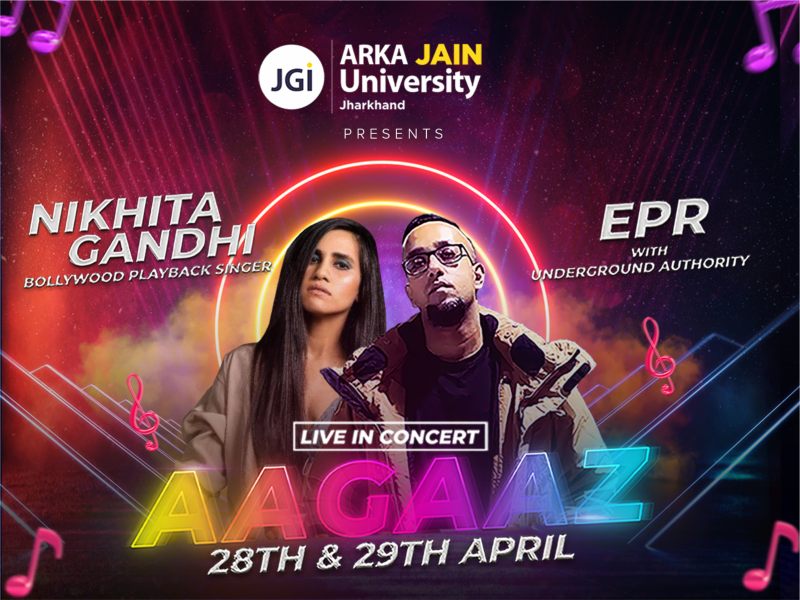 JGi
ARKA JAIN
University
Jharkhand
PRESENTS
NIKHITA
GANDHI
BOLLYWOOD PLAYBACK SINGER
EPR
WITH
UNDERGROUND AUTHORITY
LIVE IN CONCERT
AAGAAZ
28TH & 29TH APRIL